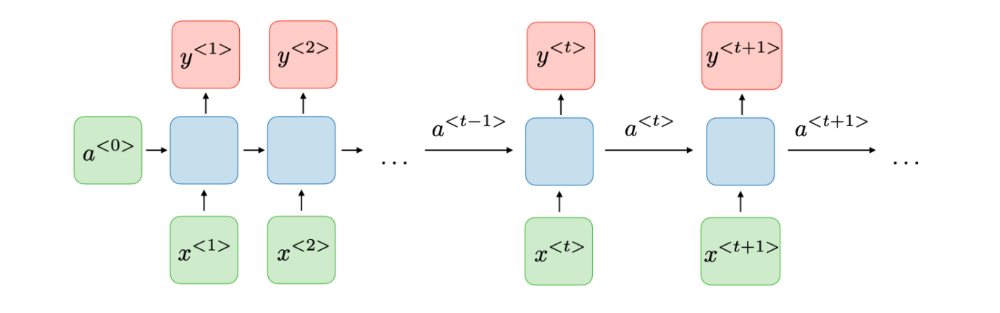 y<1> y<2> y<t> y<t+1>
a<t−1> a<t> a<t+1>
a<0> ... ...
x<1> x<2> x<t> x<t+1>